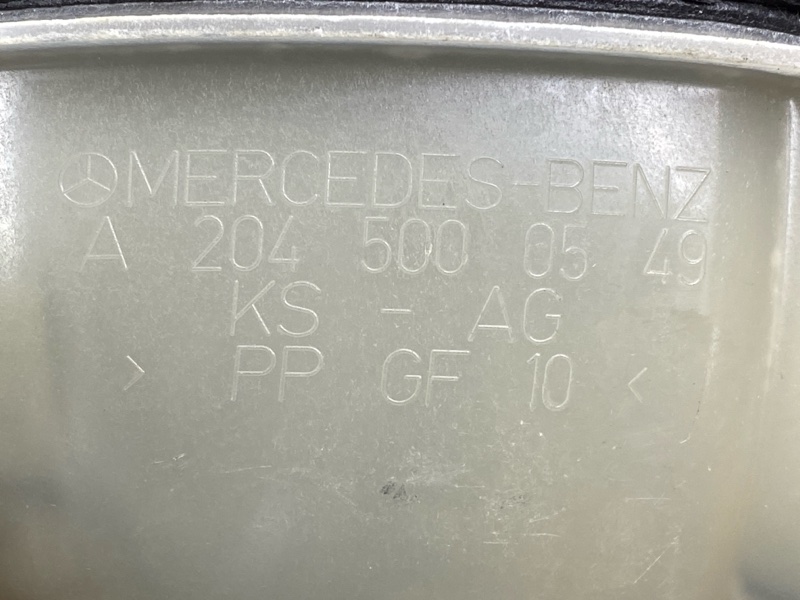 MERCEDES-BENZ
A 204 500 05 49
KS - AG
> PP GF 10 <